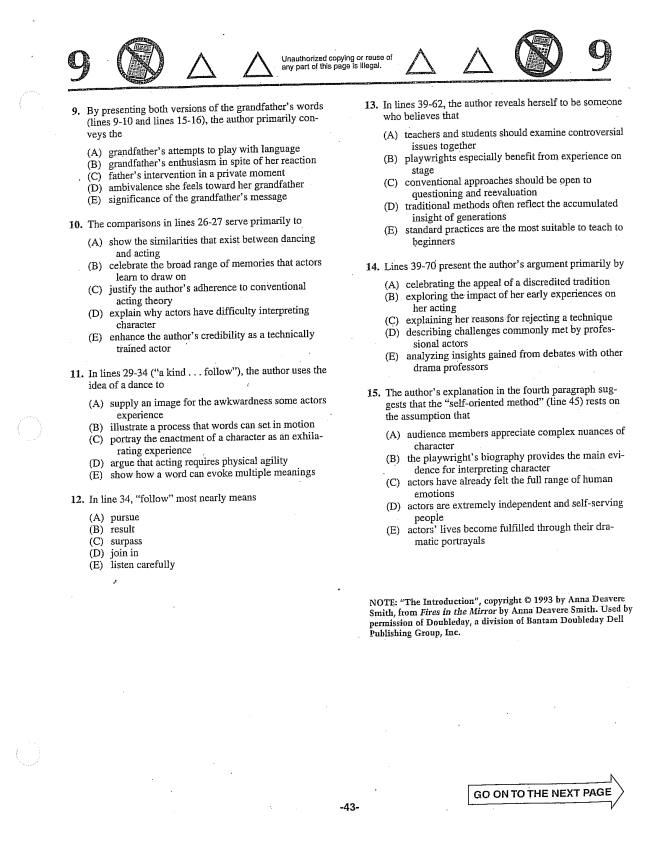 9
Unauthorized copying or reuse of
any part of this page is illegal.
9
9. By presenting both versions of the grandfather's words
(lines 9-10 and lines 15-16), the author primarily con-
veys the
(A) grandfather's attempts to play with language
(B) grandfather's enthusiasm in spite of her reaction
(C) father's intervention in a private moment
(D) ambivalence she feels toward her grandfather
(E) significance of the grandfather's message
10. The comparisons in lines 26-27 serve primarily to
(A) show the similarities that exist between dancing
and acting
(B) celebrate the broad range of memories that actors
learn to draw on
(C) justify the author's adherence to conventional
acting theory
(D) explain why actors have difficulty interpreting
character
(E) enhance the author's credibility as a technically
trained actor
11. In lines 29-34 ("a kind . . . follow"), the author uses the
idea of a dance to
(A) supply an image for the awkwardness some actors
experience
(B) illustrate a process that words can set in motion
(C) portray the enactment of a character as an exhila-
rating experience
(D) argue that acting requires physical agility
(E) show how a word can evoke multiple meanings
12. In line 34, "follow" most nearly means
(A) pursue
(B) result
(C) surpass
(D) join in
(E) listen carefully
13. In lines 39-62, the author reveals herself to be someone
who believes that
(A) teachers and students should examine controversial
issues together
(B) playwrights especially benefit from experience on
stage
(C) conventional approaches should be open to
questioning and reevaluation
(D) traditional methods often reflect the accumulated
insight of generations
(E) standard practices are the most suitable to teach to
beginners
14. Lines 39-70 present the author's argument primarily by
(A) celebrating the appeal of a discredited tradition
(B) exploring the impact of her early experiences on
her acting
(C) explaining her reasons for rejecting a technique
(D) describing challenges commonly met by profes-
sional actors
(E) analyzing insights gained from debates with other
drama professors
15. The author's explanation in the fourth paragraph sug-
gests that the "self-oriented method" (line 45) rests on
the assumption that
(A) audience members appreciate complex nuances of
character
(B) the playwright's biography provides the main evi-
dence for interpreting character
(C) actors have already felt the full range of human
emotions
(D) actors are extremely independent and self-serving
people
(E) actors' lives become fulfilled through their dra-
matic portrayals
NOTE: "The Introduction", copyright © 1993 by Anna Deavere
Smith, from Fires in the Mirror by Anna Deavere Smith. Used by
permission of Doubleday, a division of Bantam Doubleday Dell
Publishing Group, Inc.
GO ON TO THE NEXT PAGE
-43-